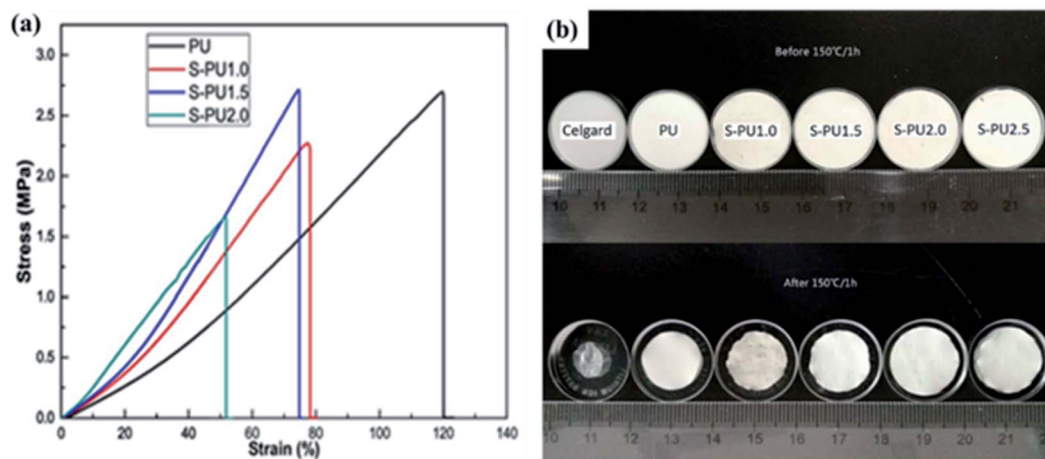 (a)
PU
S-PU1.0
S-PU1.5
S-PU2.0
3.0
2.5
2.0
1.5
1.0
0.5
0.0
Stress (MPa)
0 20 40 60 80 100 120 140
Strain (%)
(b)
Before 150℃/1h
Celgard PU S-PU1.0 S-PU1.5 S-PU2.0 S-PU2.5
10 11 12 13 14 15 16 17 18 19 20 21
After 150℃/1h
10 11 12 13 14 15 16 17 18 19 20 21